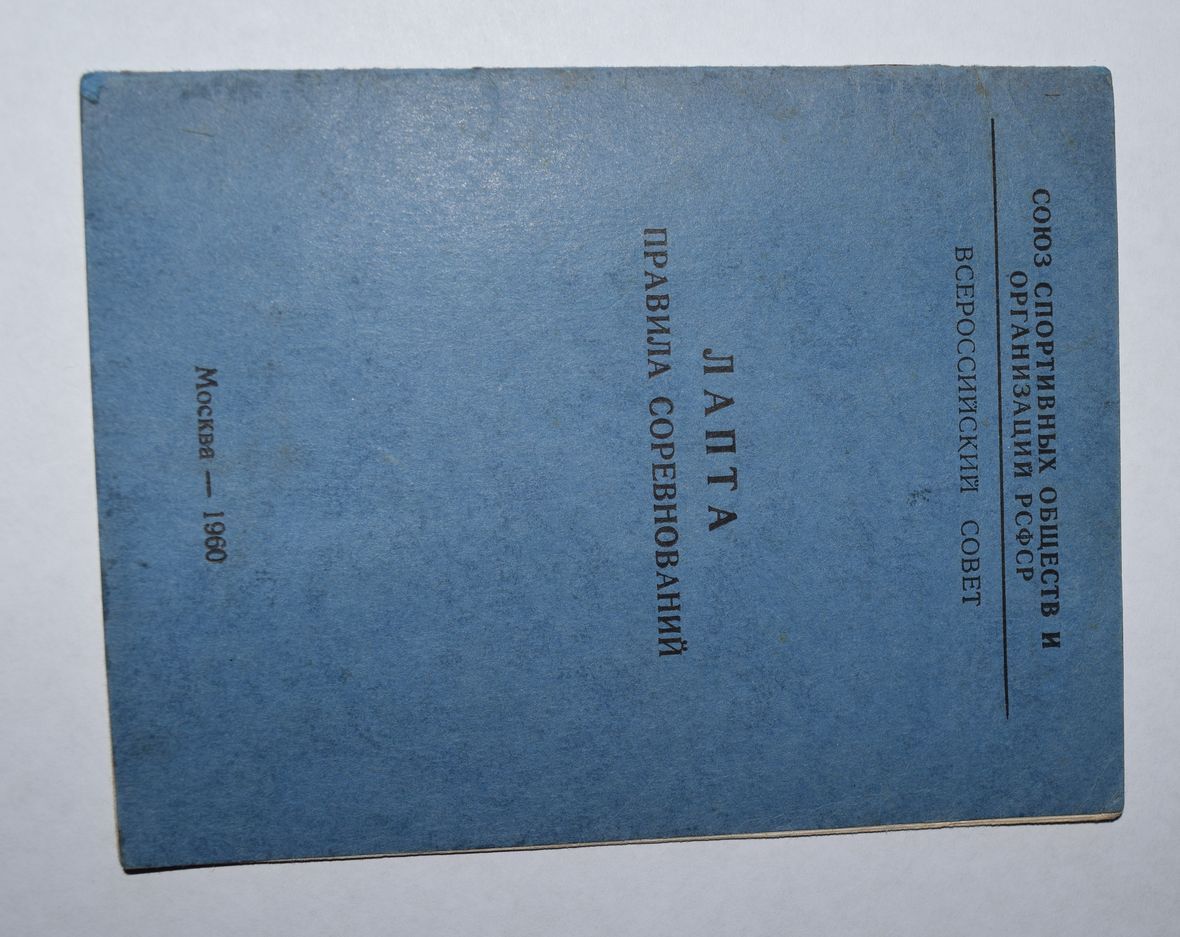 СОЮЗ СПОРТИВНЫХ ОБЩЕСТВ И
ОРГАНИЗАЦИЙ РСФСР
ВСЕРОССИЙСКИЙ СОВЕТ
ЛАПТА
ПРАВИЛА СОРЕВНОВАНИЙ
Москва — 1960